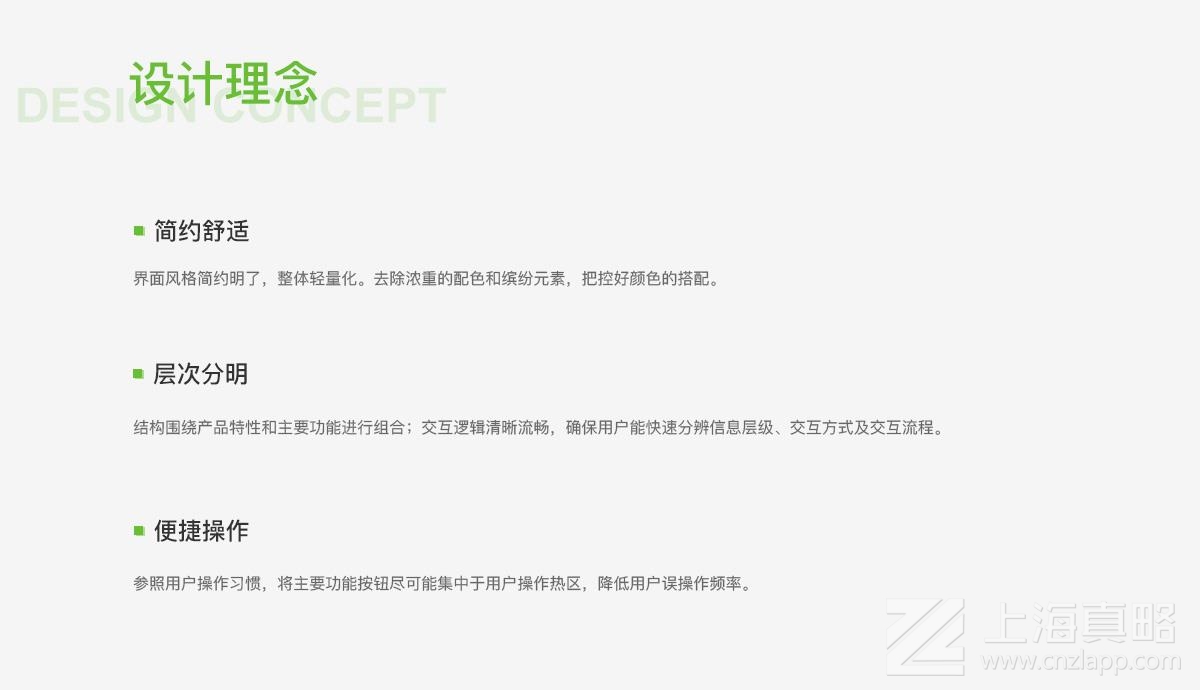 设计理念
DESIGN CONCEPT
简约舒适
界面风格简约明了，整体轻量化。去除浓重的配色和缤纷元素，把控好颜色的搭配。
层次分明
结构围绕产品特性和主要功能进行组合；交互逻辑清晰流畅，确保用户能快速分辨信息层级、交互方式及交互流程。
便捷操作
参照用户操作习惯，将主要功能按钮尽可能集中于用户操作热区，降低用户误操作频率。
上海真略
www.cnzlapp.com